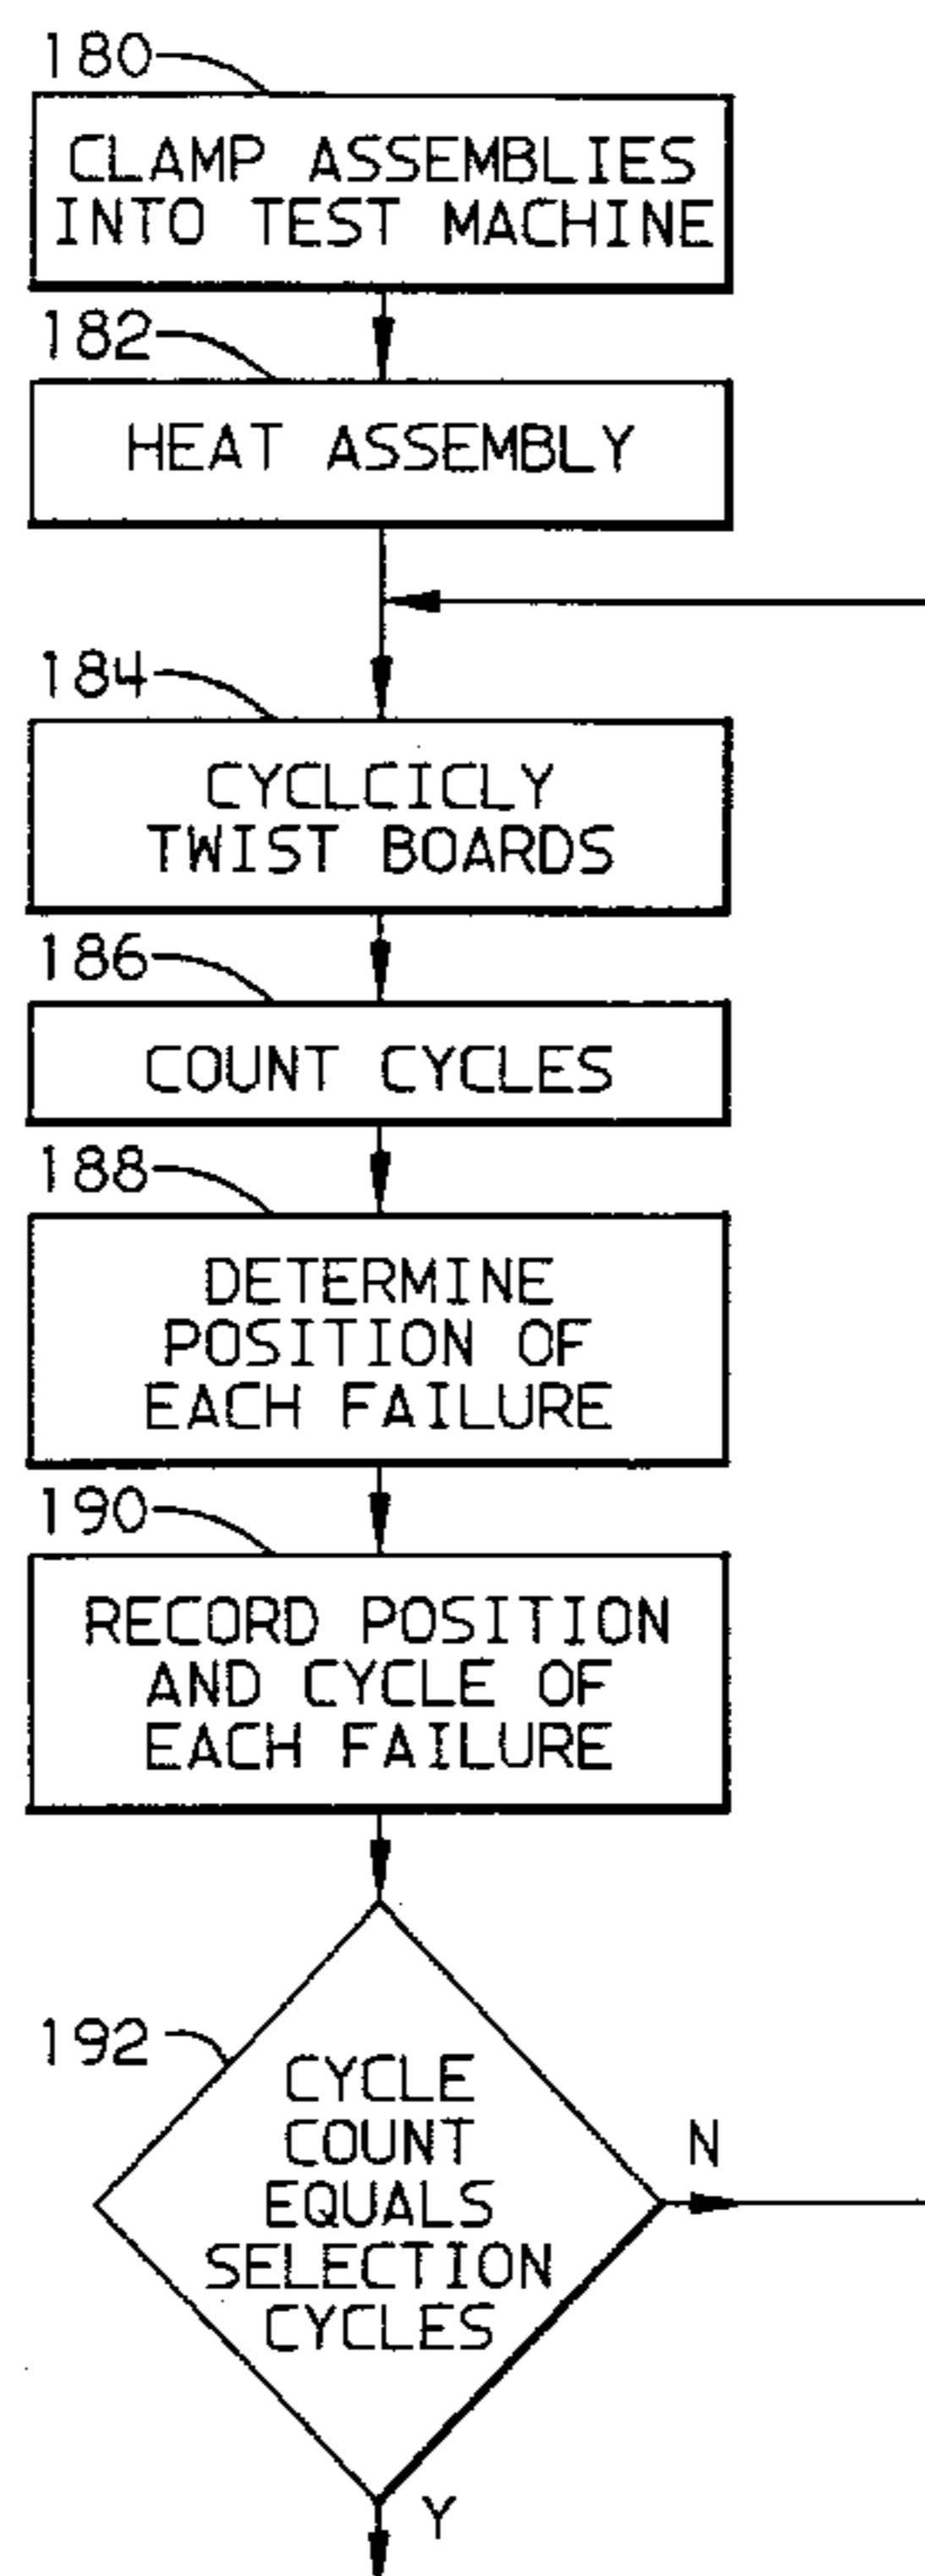 180
CLAMP ASSEMBLIES
INTO TEST MACHINE
182
HEAT ASSEMBLY
184
CYCLCICLY
TWIST BOARDS
186
COUNT CYCLES
188
DETERMINE
POSITION OF
EACH FAILURE
190
RECORD POSITION
AND CYCLE OF
EACH FAILURE
192
CYCLE
COUNT
EQUALS
SELECTION
CYCLES
N
Y